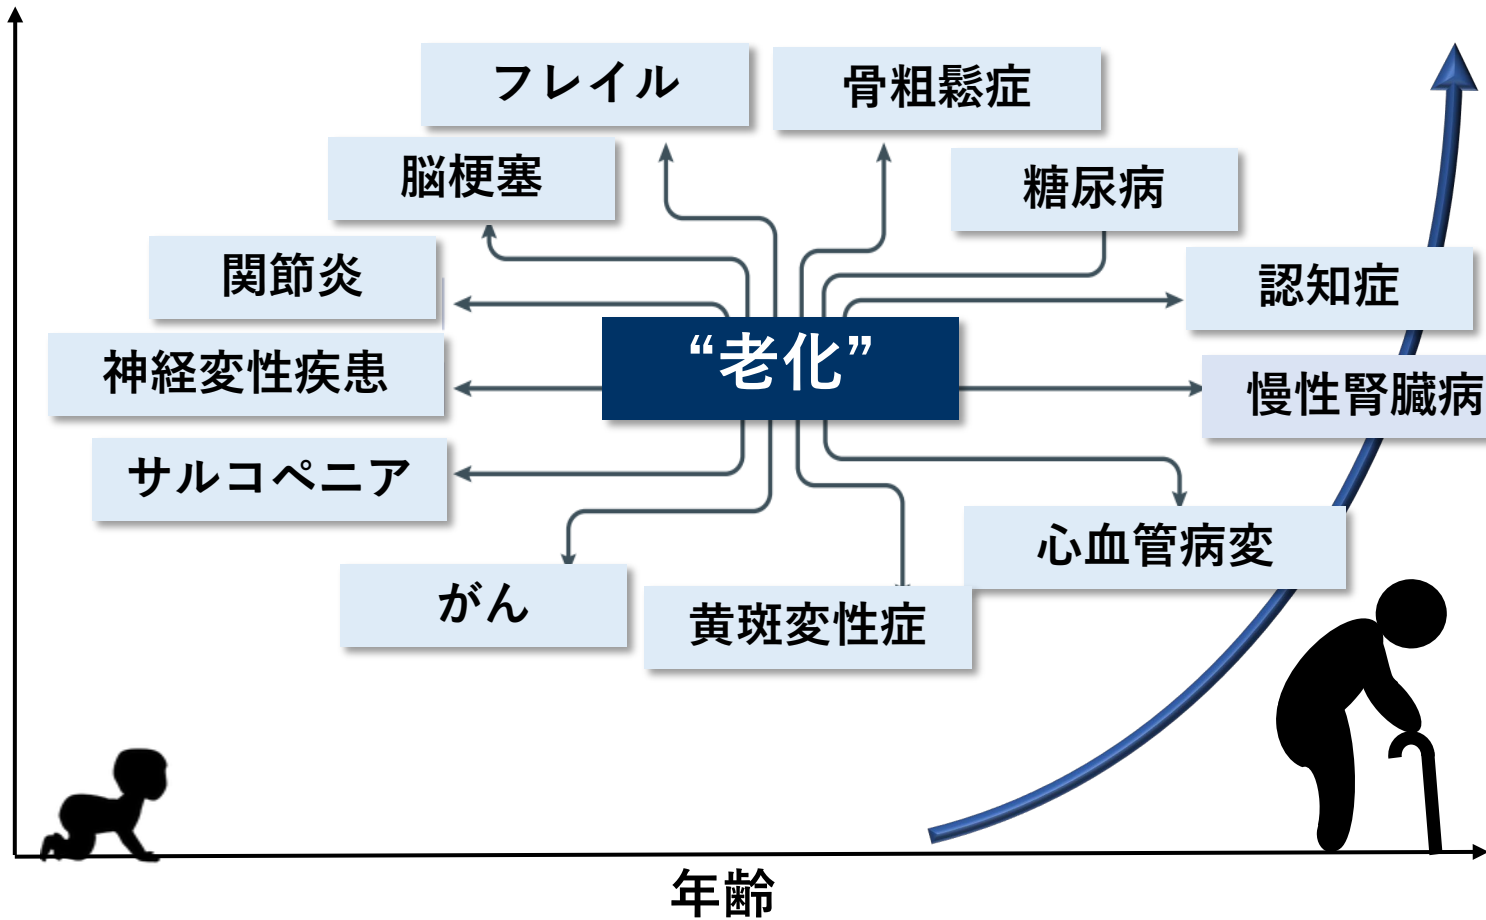 フレイル
骨粗鬆症
脳梗塞
糖尿病
関節炎
認知症
“老化”
神経変性疾患
慢性腎臓病
サルコペニア
心血管病変
がん
黄斑変性症
年齢